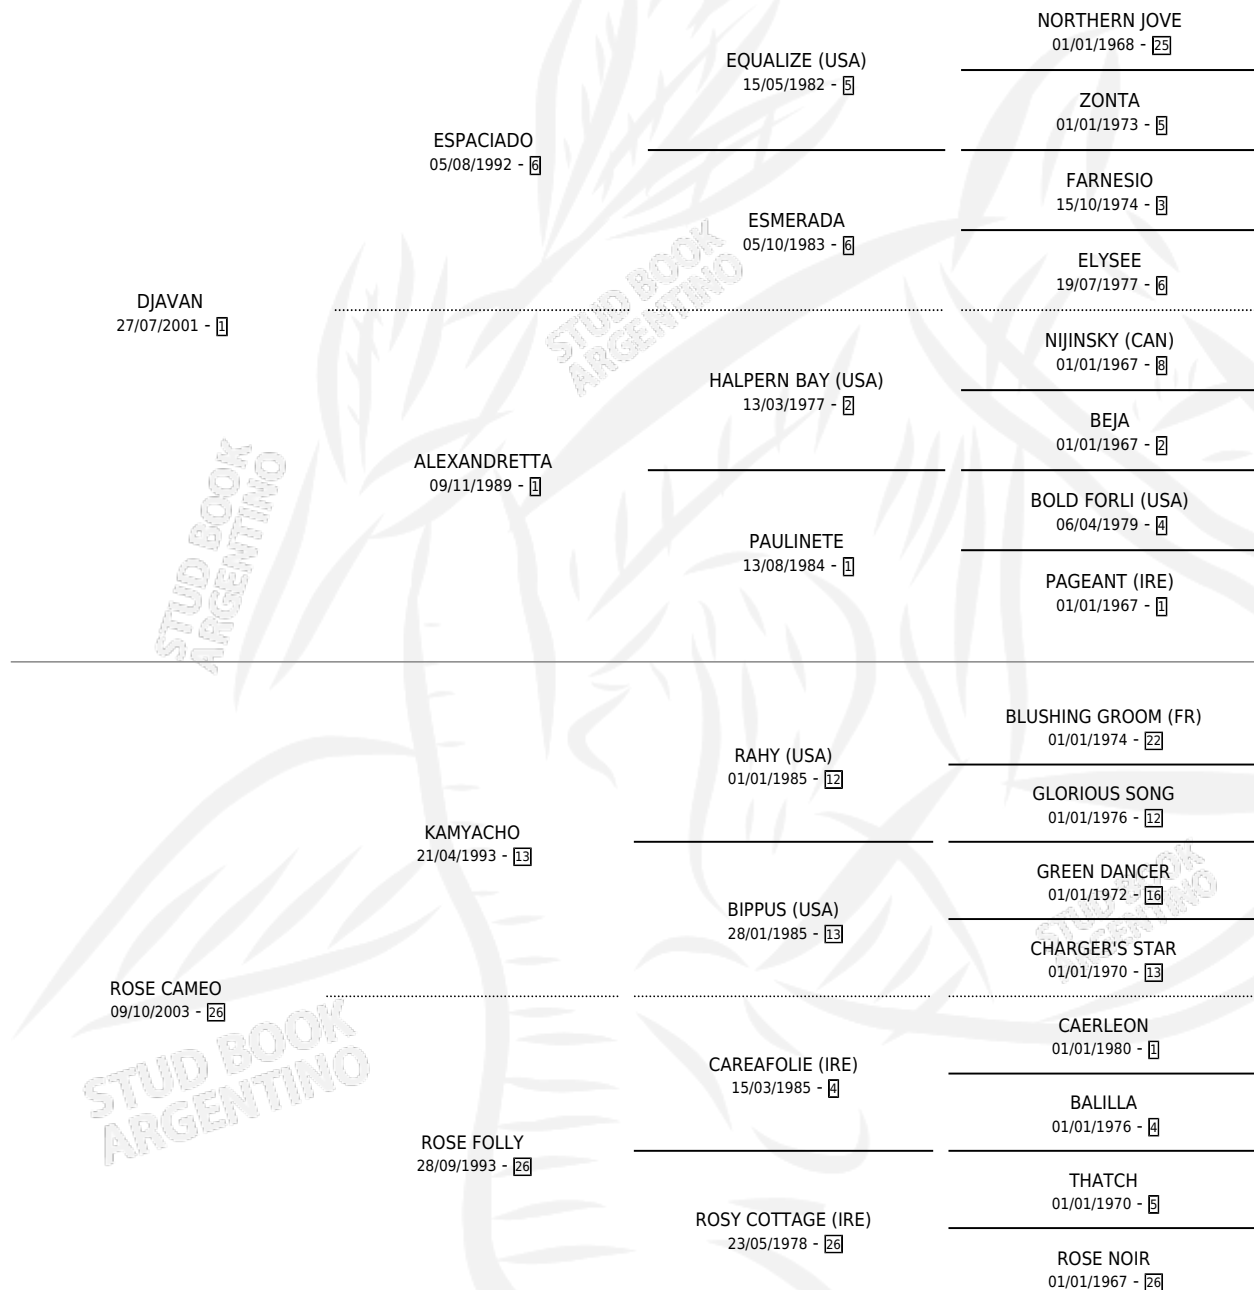 NORTHERN JOVE
01/01/1968 - 25
EQUALIZE (USA)
15/05/1982 - 5
ZONTA
01/01/1973 - 5
ESPACIADO
05/08/1992 - 6
FARNESIO
15/10/1974 - 3
ESMERADA
05/10/1983 - 6
ELYSEE
19/07/1977 - 6
DJAVAN
27/07/2001 - 1
NIJINSKY (CAN)
01/01/1967 - 8
HALPERN BAY (USA)
13/03/1977 - 2
BEJA
01/01/1967 - 2
ALEXANDRETTA
09/11/1989 - 1
BOLD FORLI (USA)
06/04/1979 - 4
PAULINETE
13/08/1984 - 1
PAGEANT (IRE)
01/01/1967 - 1
BLUSHING GROOM (FR)
01/01/1974 - 22
RAHY (USA)
01/01/1985 - 12
GLORIOUS SONG
01/01/1976 - 12
KAMYACHO
21/04/1993 - 13
GREEN DANCER
01/01/1972 - 16
BIPPUS (USA)
28/01/1985 - 13
CHARGER'S STAR
01/01/1970 - 13
ROSE CAMEO
09/10/2003 - 26
CAERLEON
01/01/1980 - 1
CAREAFOLIE (IRE)
15/03/1985 - 4
BALILLA
01/01/1976 - 4
ROSE FOLLY
28/09/1993 - 26
THATCH
01/01/1970 - 5
ROSY COTTAGE (IRE)
23/05/1978 - 26
ROSE NOIR
01/01/1967 - 26
STUD BOOK
ARGENTINO
STUD BOOK
ARGENTINO
STUD BOOK
ARGENTINO
STUD BOOK
ARGENTINO